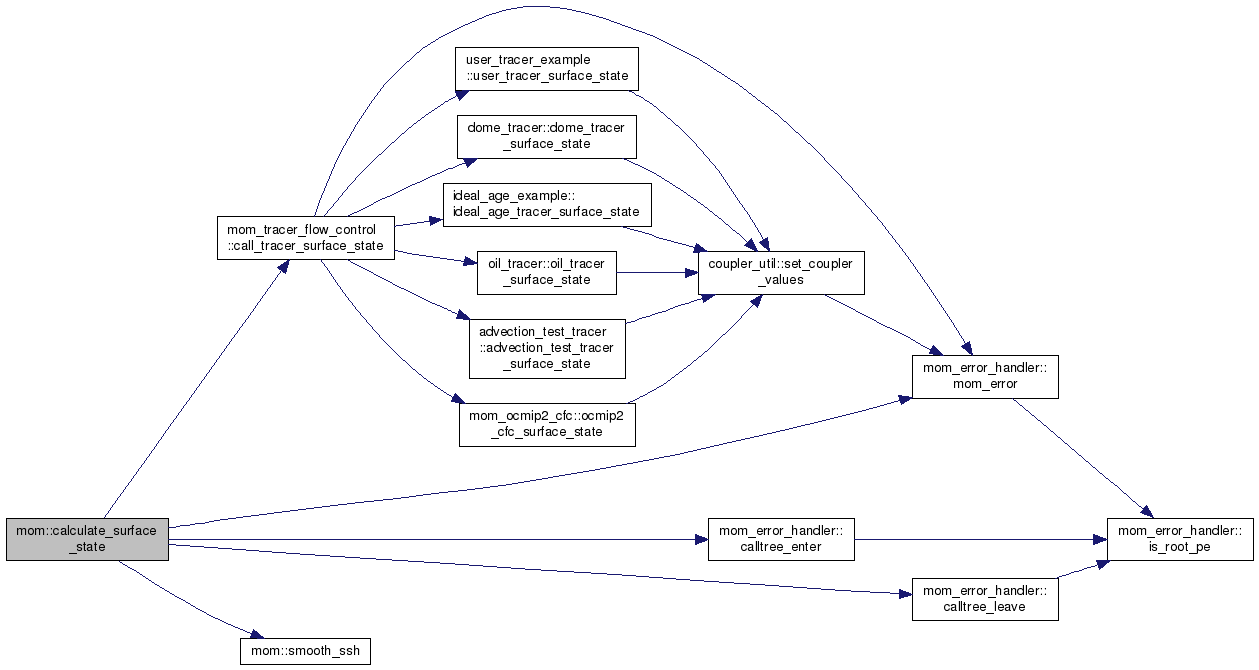 user_tracer_example
::user_tracer_surface_state
dome_tracer::dome_tracer
_surface_state
ideal_age_example::
ideal_age_tracer_surface_state
mom_tracer_flow_control
::call_tracer_surface_state
oil_tracer::oil_tracer
_surface_state
coupler_util::set_coupler
_values
advection_test_tracer
::advection_test_tracer
_surface_state
mom_error_handler::
mom_error
mom_ocmip2_cfc::ocmip2
_cfc_surface_state
mom::calculate_surface
_state
mom_error_handler::
calltree_enter
mom_error_handler::
is_root_pe
mom_error_handler::
calltree_leave
mom::smooth_ssh